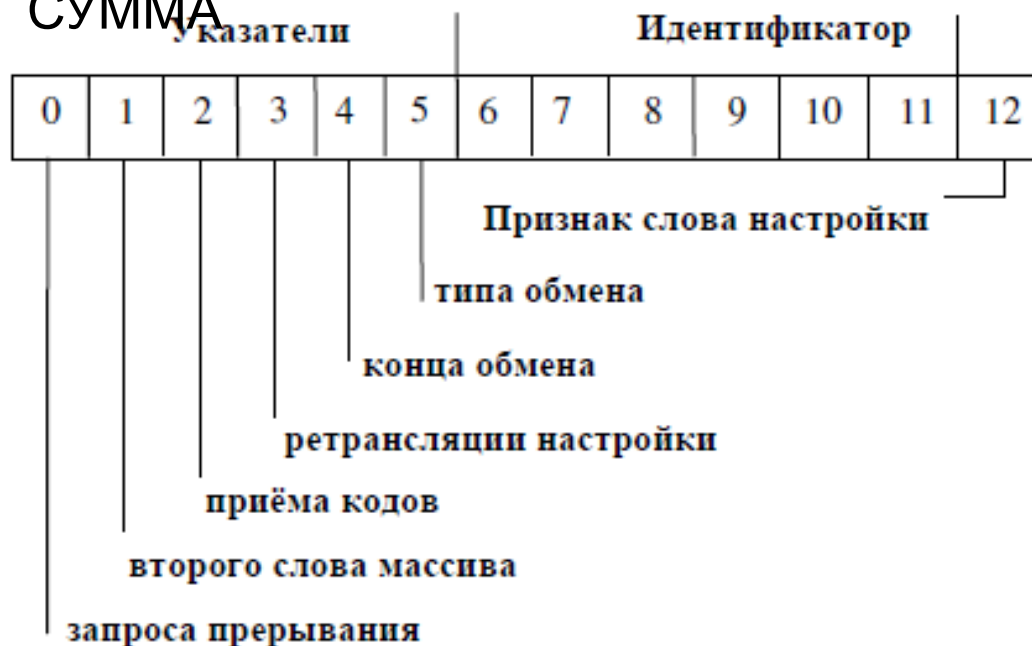 СУММА
Указатели Идентификатор
0 1 2 3 4 5 6 7 8 9 10 11 12
Признак слова настройки
типа обмена
конца обмена
ретрансляции настройки
приёма кодов
второго слова массива
запроса прерывания